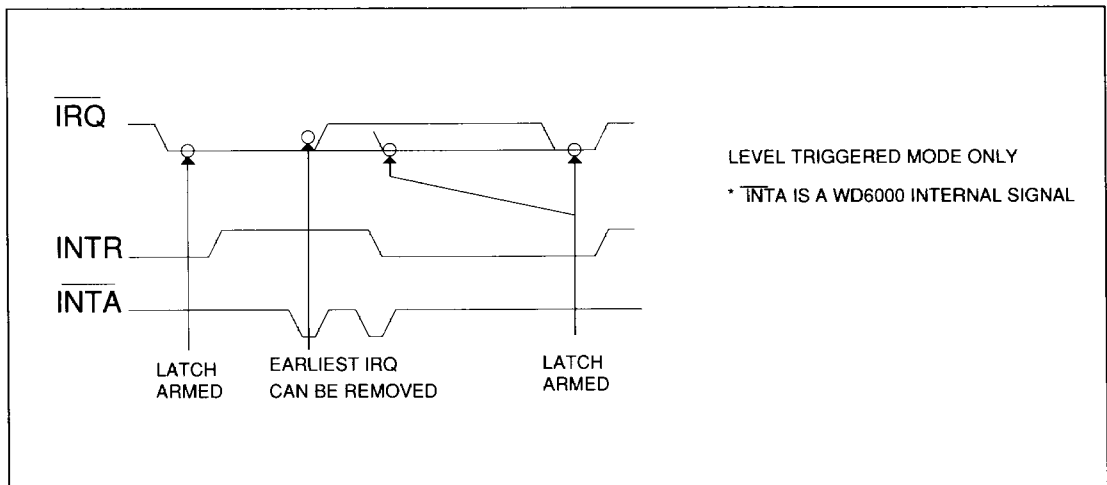 IRQ
LEVEL TRIGGERED MODE ONLY
* INTA IS A WD6000 INTERNAL SIGNAL
INTR
INTA
LATCH
ARMED
EARLIEST IRQ
CAN BE REMOVED
LATCH
ARMED